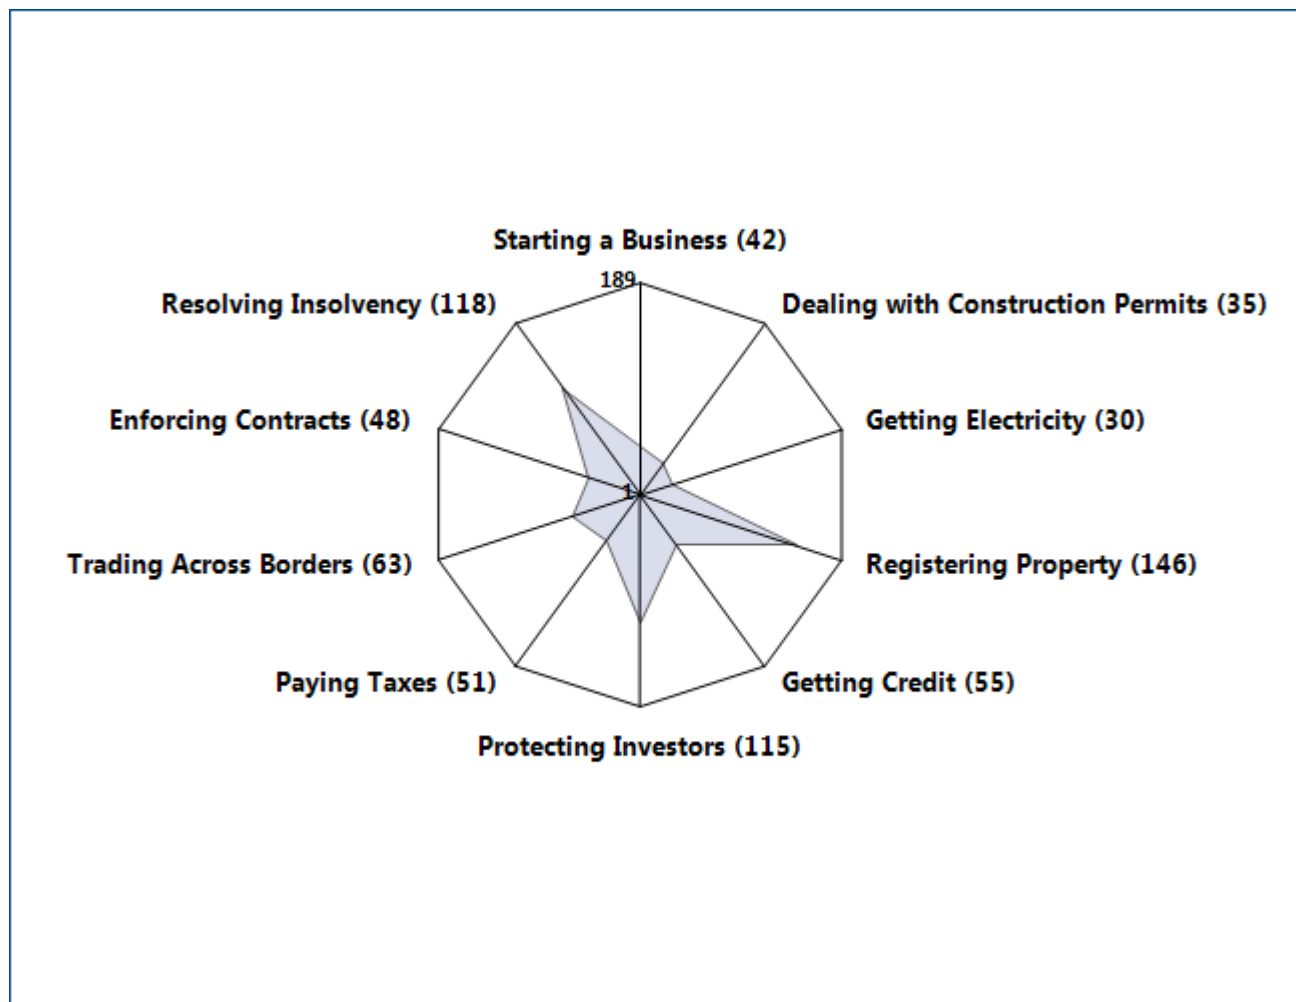 Starting a Business (42)
189
Resolving Insolvency (118)
Dealing with Construction Permits (35)
Enforcing Contracts (48)
Getting Electricity (30)
1
Trading Across Borders (63)
Registering Property (146)
Paying Taxes (51)
Getting Credit (55)
Protecting Investors (115)